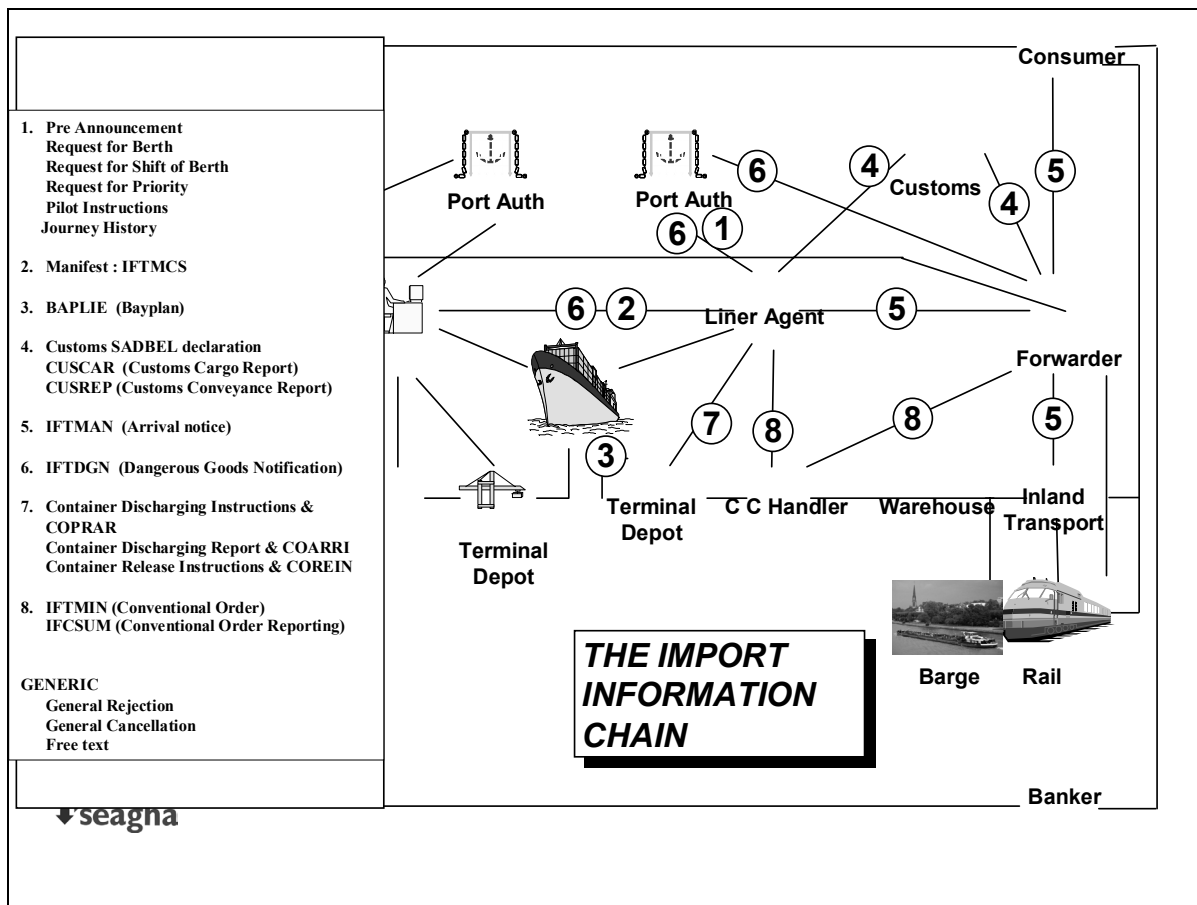 1. Pre Announcement
Request for Berth
Request for Shift of Berth
Request for Priority
Pilot Instructions
Journey History
2. Manifest : IFTMCS
3. BAPLIE (Bayplan)
4. Customs SADBEL declaration
CUSCAR (Customs Cargo Report)
CUSREP (Customs Conveyance Report)
5. IFTMAN (Arrival notice)
6. IFTDGN (Dangerous Goods Notification)
7. Container Discharging Instructions &
COPRAR
Container Discharging Report & COARRI
Container Release Instructions & COREIN
8. IFTMIN (Conventional Order)
IFCSUM (Conventional Order Reporting)
GENERIC
General Rejection
General Cancellation
Free text
seagha
Consumer
6
4
5
Customs
4
Port Auth
Port Auth
6
1
6
2
Liner Agent
5
Forwarder
7
8
8
5
3
Terminal
Depot
C C Handler
Warehouse
Inland
Transport
Terminal
Depot
THE IMPORT
INFORMATION
CHAIN
Barge
Rail
Banker